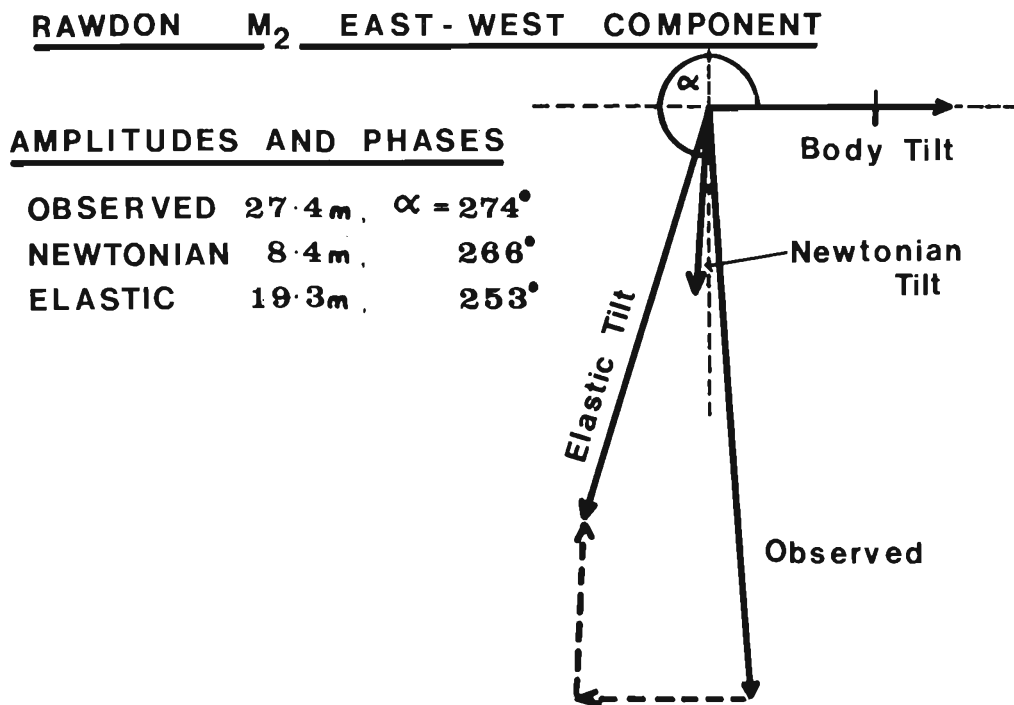 RAWDON M₂ EAST-WEST COMPONENT
AMPLITUDES AND PHASES
OBSERVED 27·4m, ∝ = 274°
NEWTONIAN 8·4m, 266°
ELASTIC 19·3m, 253°
∝
Body Tilt
Newtonian
Tilt
Elastic Tilt
Observed